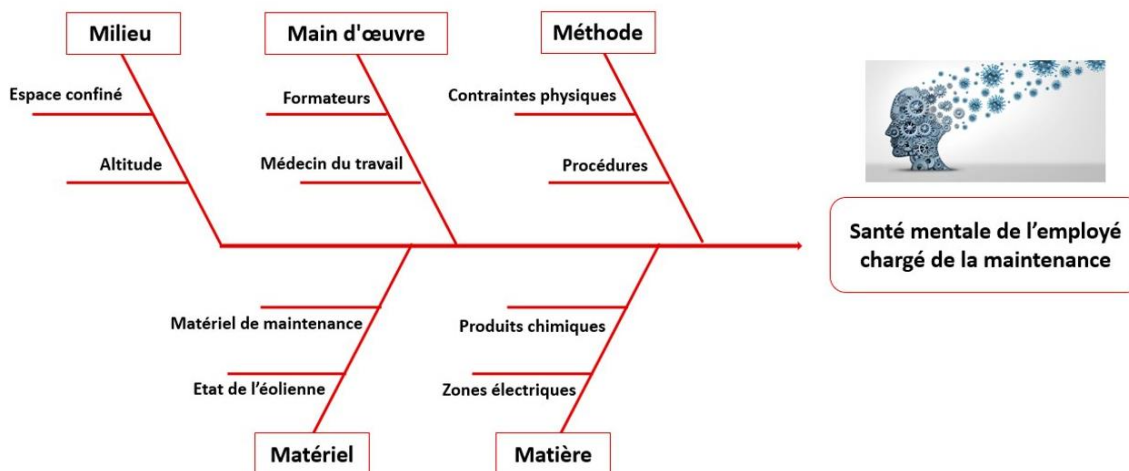 Milieu
Main d'œuvre
Méthode
Espace confiné
Formateurs
Contraintes physiques
Altitude
Médecin du travail
Procédures
Santé mentale de l’employé
chargé de la maintenance
Matériel de maintenance
Produits chimiques
Etat de l’éolienne
Zones électriques
Matériel
Matière